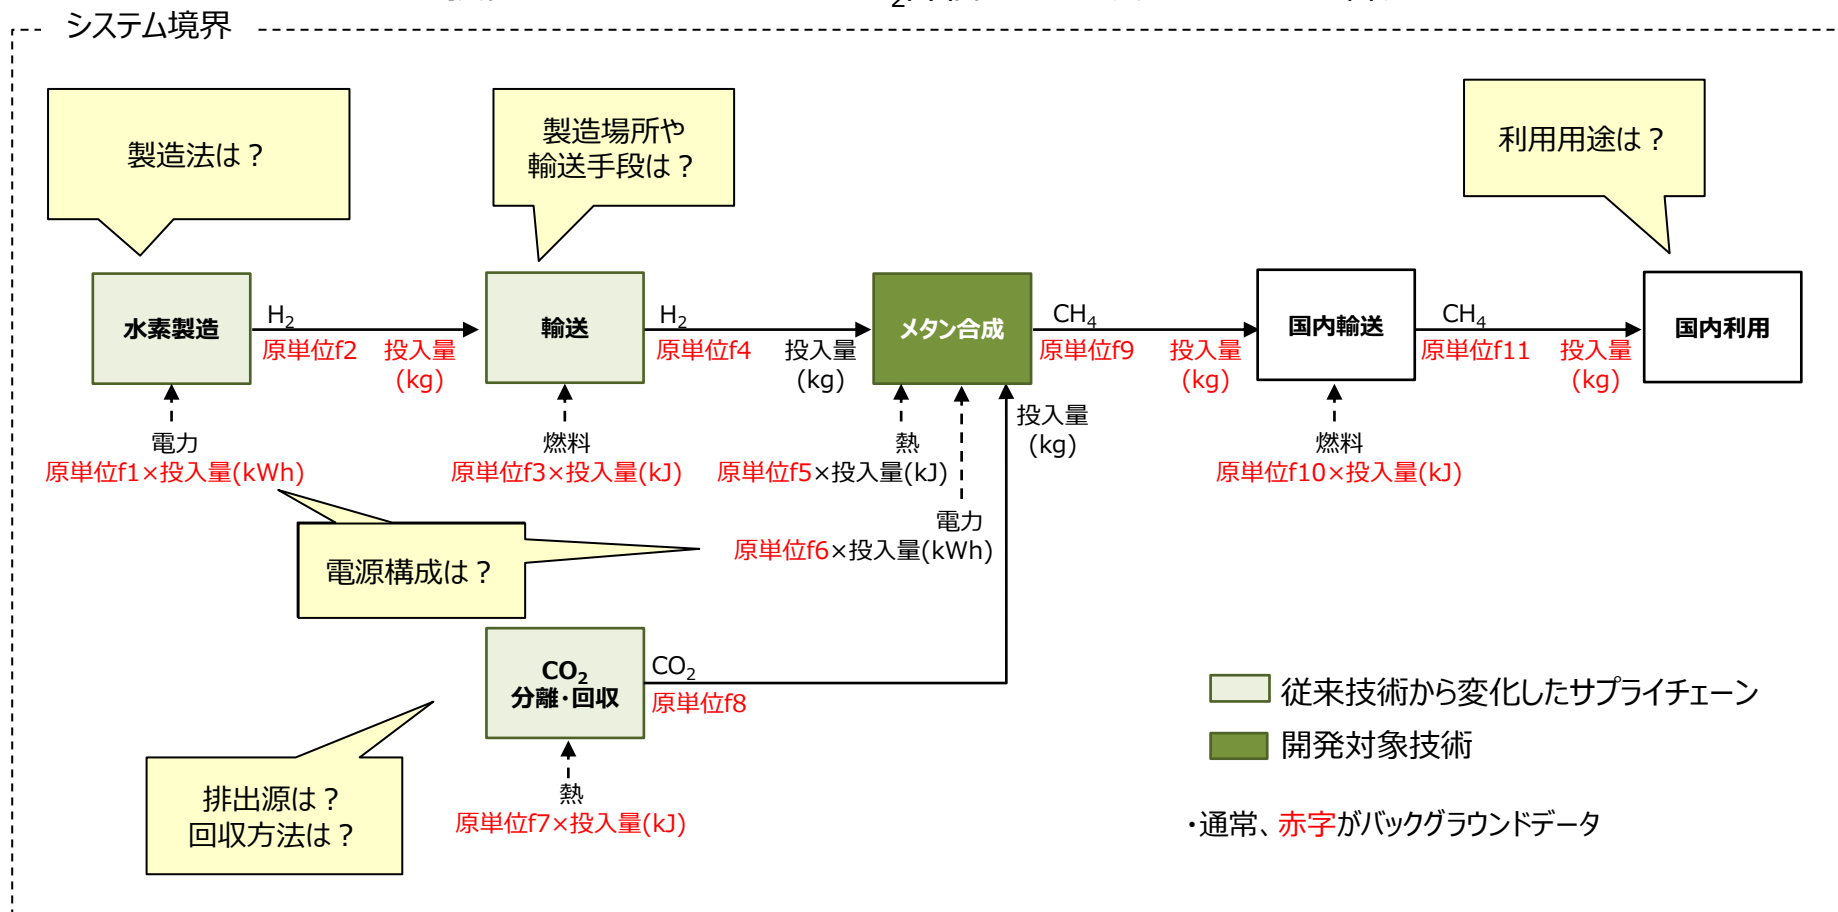 システム境界
製造法は？
製造場所や
輸送手段は？
利用用途は？
水素製造
H₂
原単位f2
投入量
(kg)
輸送
H₂
原単位f4
投入量
(kg)
メタン合成
CH₄
原単位f9
投入量
(kg)
国内輸送
CH₄
原単位f11
投入量
(kg)
国内利用
電力
原単位f1×投入量(kWh)
燃料
原単位f3×投入量(kJ)
熱
原単位f5×投入量(kJ)
投入量
(kg)
燃料
原単位f10×投入量(kJ)
電力
原単位f6×投入量(kWh)
電源構成は？
CO₂
分離・回収
CO₂
原単位f8
熱
原単位f7×投入量(kJ)
排出源は？
回収方法は？
従来技術から変化したサプライチェーン
開発対象技術
・通常、赤字がバックグラウンドデータ